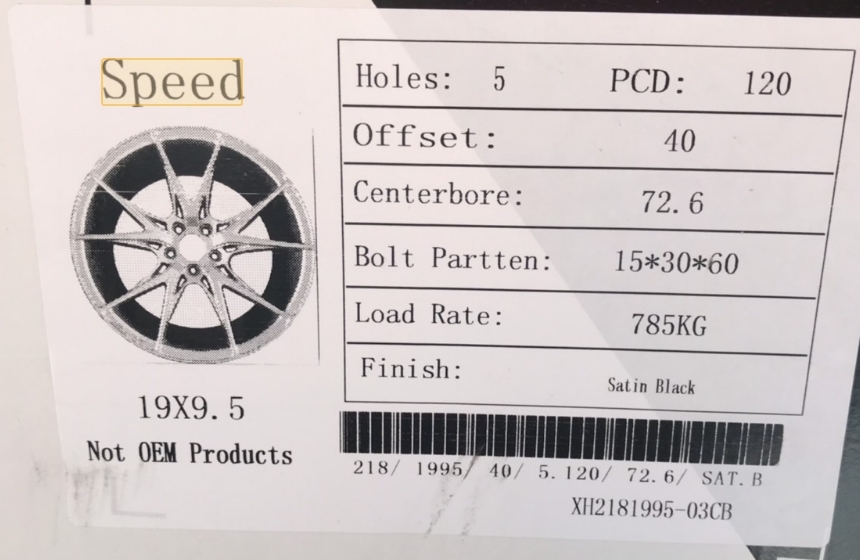 Speed
Holes: 5 PCD: 120
Offset: 40
Centerbore: 72.6
Bolt Partten: 15*30*60
Load Rate: 785KG
Finish: Satin Black
19X9.5
Not OEM Products
218/ 1995/ 40/ 5.120/ 72.6/ SAT.B
XH2181995-03CB